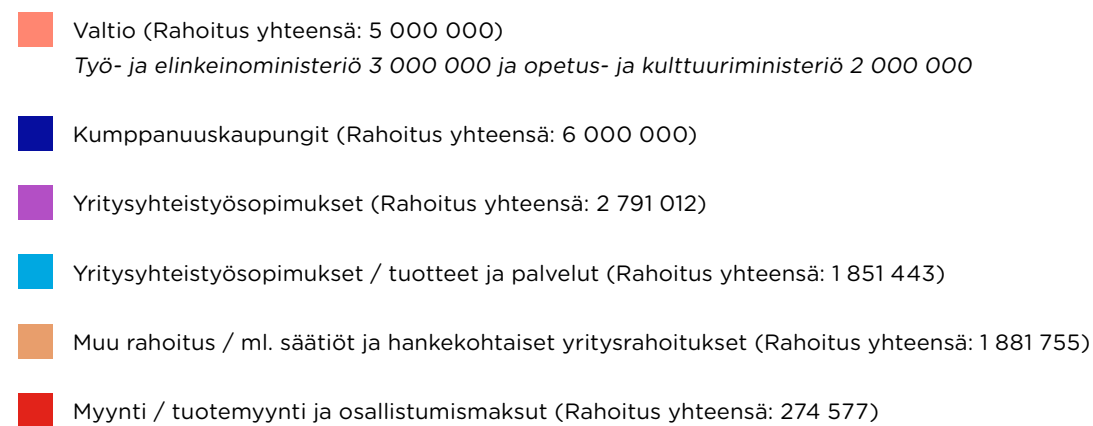 Valtio (Rahoitus yhteensä: 5 000 000)
Työ- ja elinkeinoministeriö 3 000 000 ja opetus- ja kulttuuriministeriö 2 000 000
Kumppanuuskaupungit (Rahoitus yhteensä: 6 000 000)
Yritysyhteistyösopimukset (Rahoitus yhteensä: 2 791 012)
Yritysyhteistyösopimukset / tuotteet ja palvelut (Rahoitus yhteensä: 1 851 443)
Muu rahoitus / ml. säätiöt ja hankekohtaiset yritysrahoitukset (Rahoitus yhteensä: 1 881 755)
Myynti / tuotemyynti ja osallistumismaksut (Rahoitus yhteensä: 274 577)